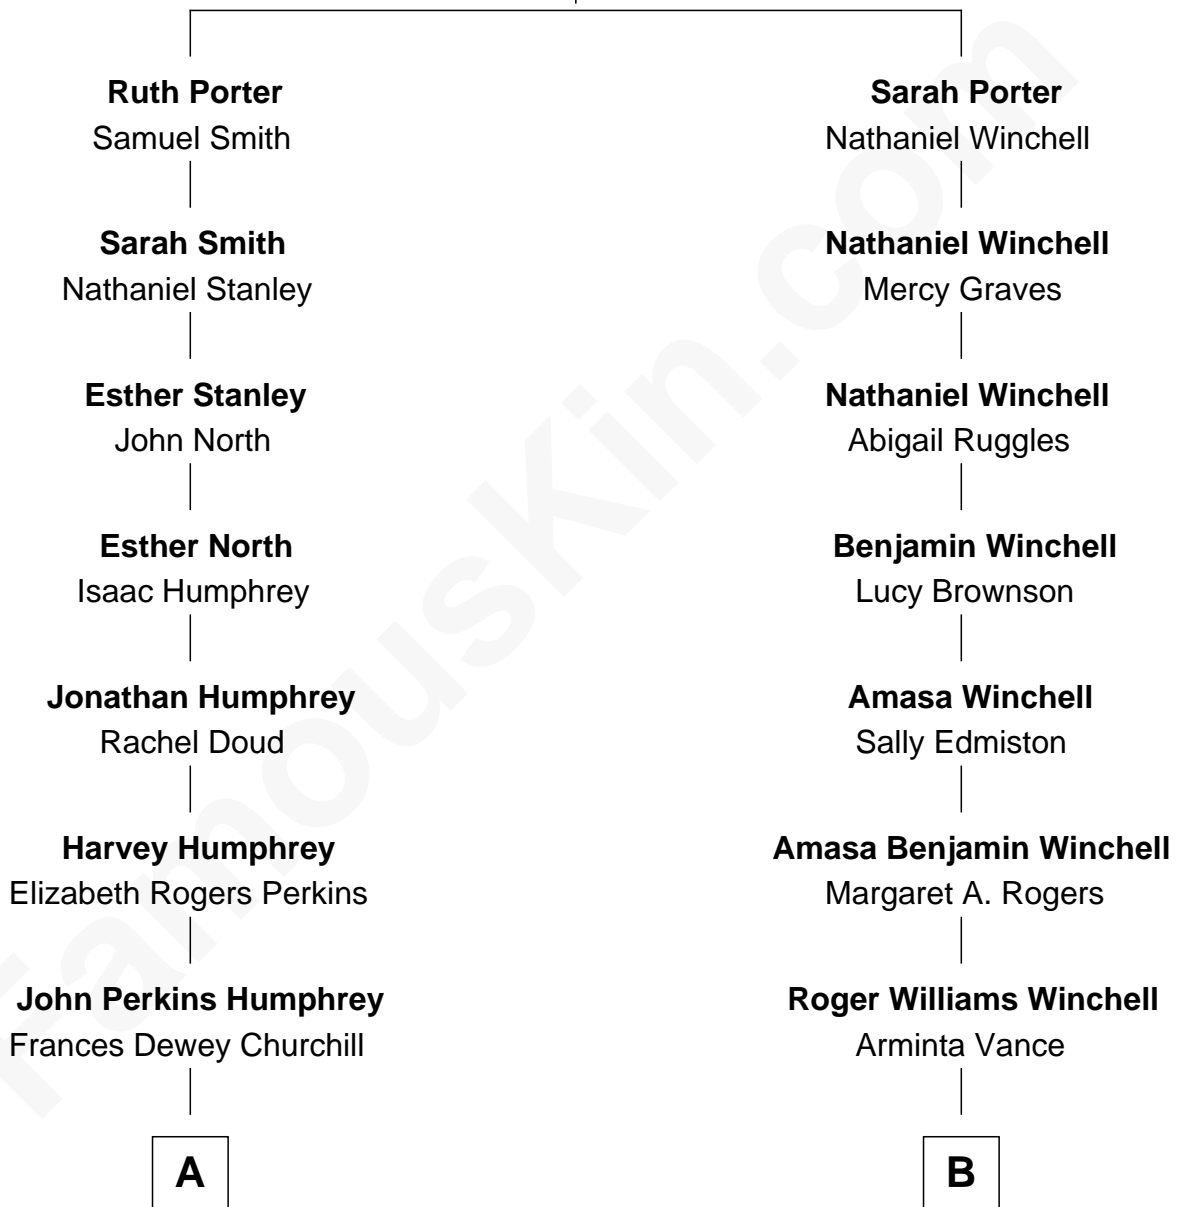 Ruth Porter
Samuel Smith
Sarah Smith
Nathaniel Stanley
Esther Stanley
John North
Esther North
Isaac Humphrey
Jonathan Humphrey
Rachel Doud
Harvey Humphrey
Elizabeth Rogers Perkins
John Perkins Humphrey
Frances Dewey Churchill
A
Sarah Porter
Nathaniel Winchell
Nathaniel Winchell
Mercy Graves
Nathaniel Winchell
Abigail Ruggles
Benjamin Winchell
Lucy Brownson
Amasa Winchell
Sally Edmiston
Amasa Benjamin Winchell
Margaret A. Rogers
Roger Williams Winchell
Arminta Vance
B
FamousKin.com